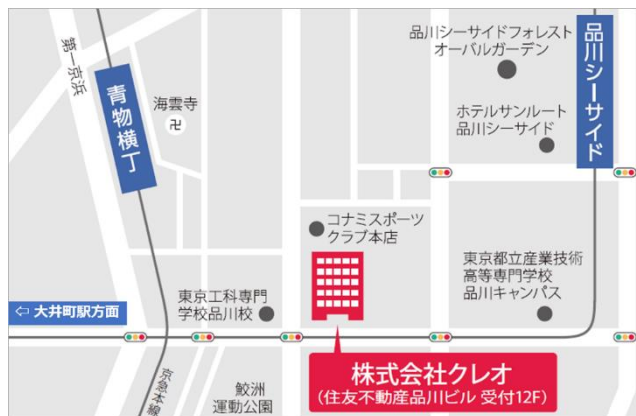 品川シーサイドフォレスト
オーバルガーデン
品川シーサイド
第一京浜
青物横丁
海雲寺
卍
ホテルサンルート
品川シーサイド
コナミスポーツ
クラブ本店
東京都立産業技術
高等専門学校
品川キャンパス
⇦ 大井町駅方面
東京工科専門
学校品川校
京急本線
鮫洲
運動公園
株式会社クレオ
(住友不動産品川ビル 受付12F)